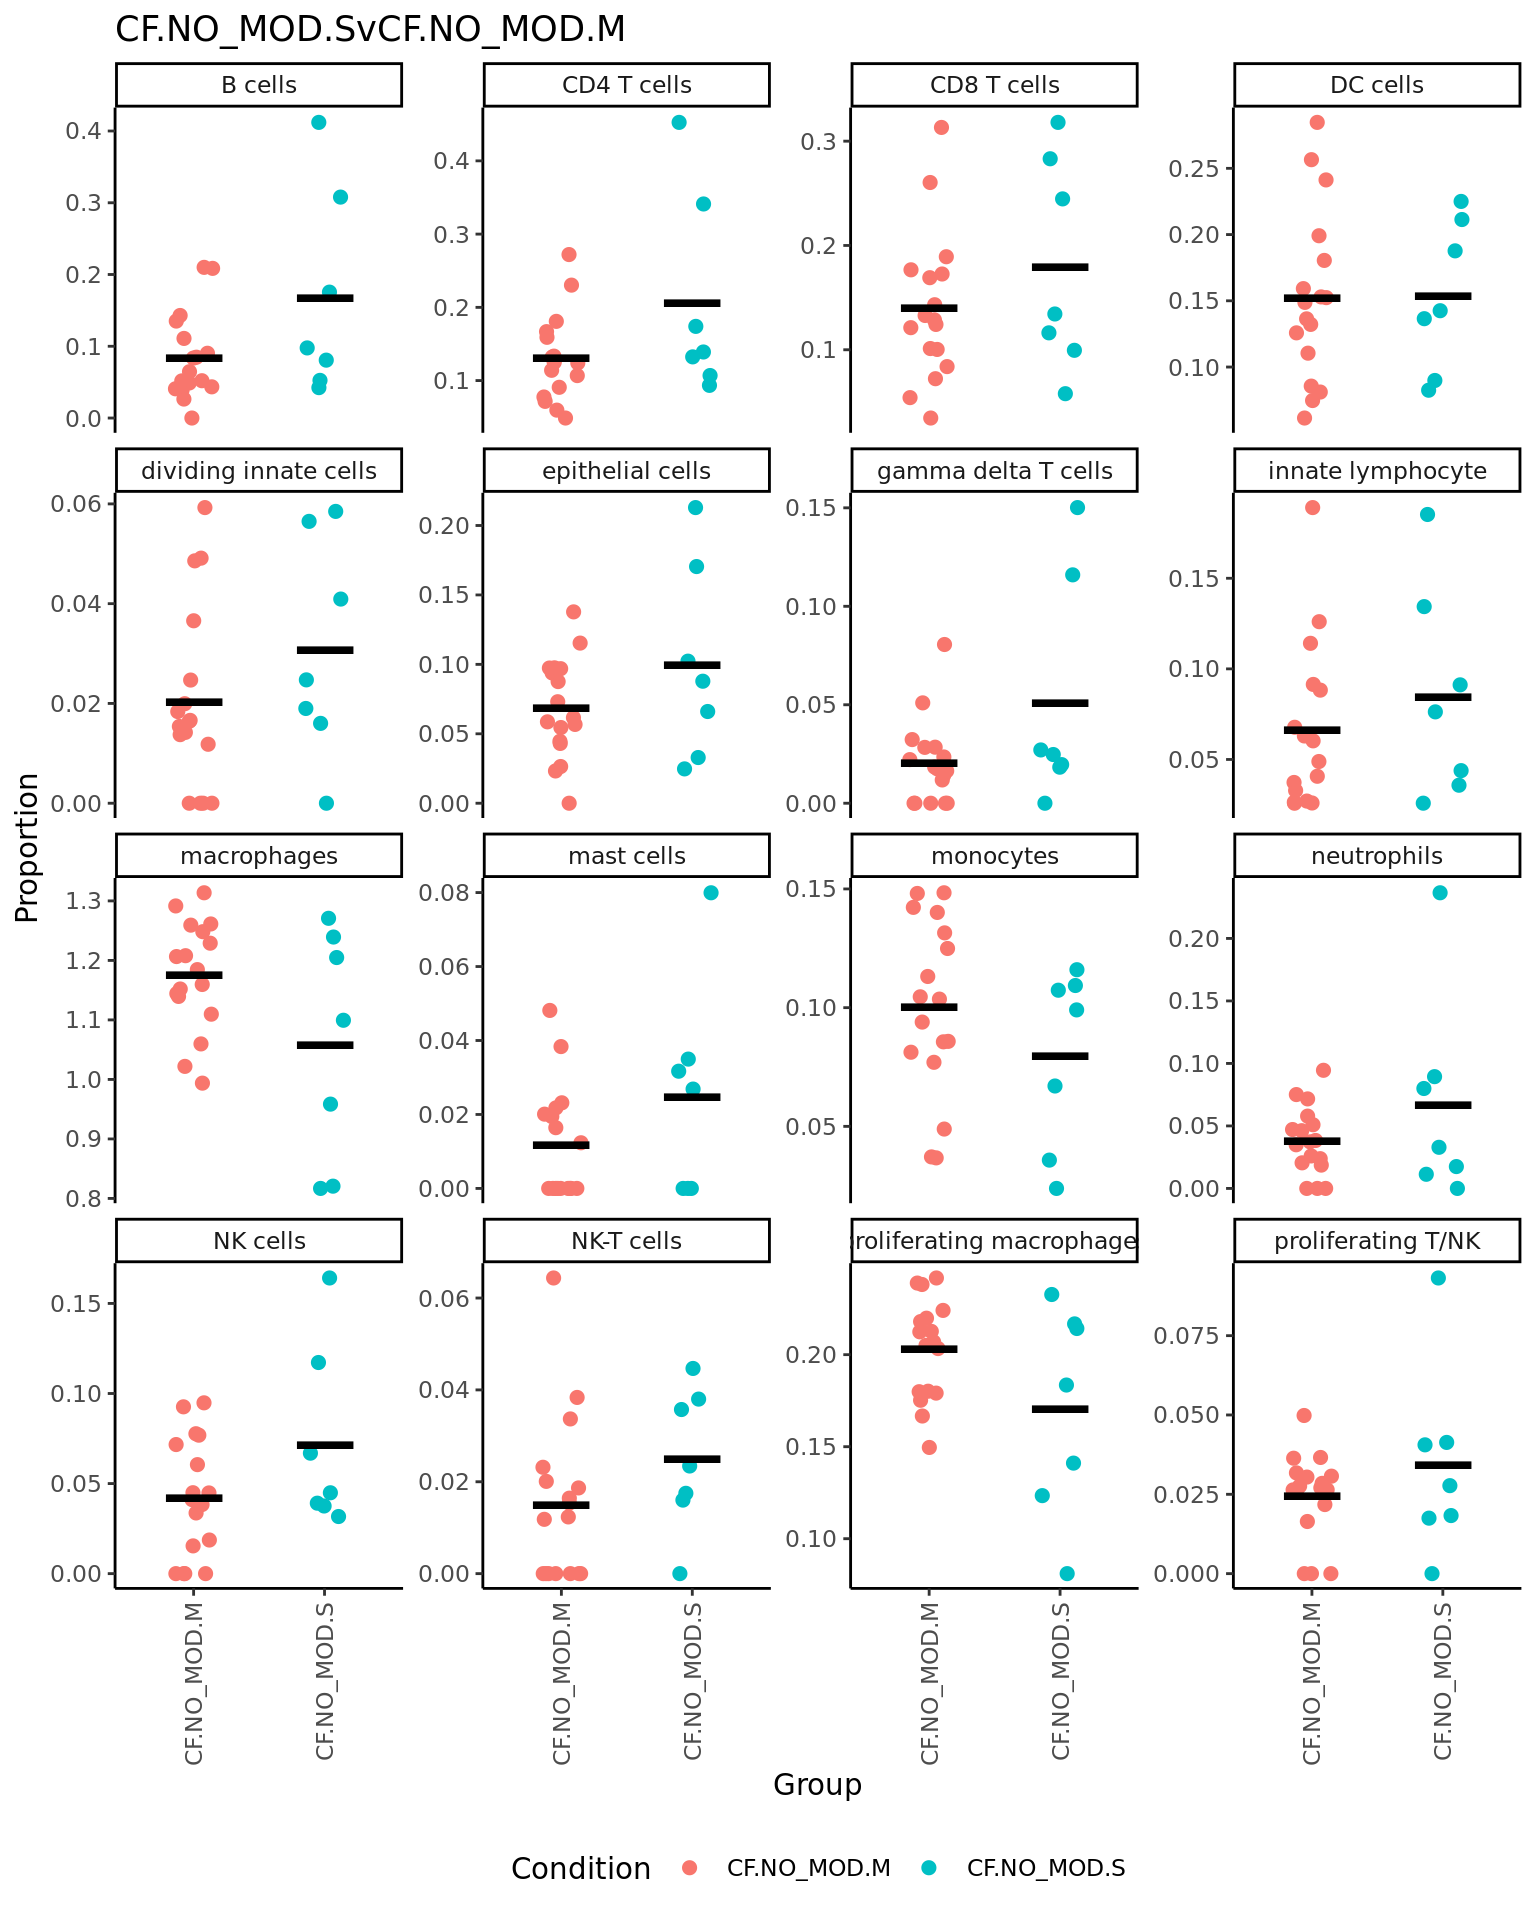 CF.NO_MOD.SvCF.NO_MOD.M
B cells CD4 T cells CD8 T cells DC cells
0.4 0.3 0.2 0.1 0.0
0.4 0.3 0.2 0.1
0.3 0.2 0.1
0.25 0.20 0.15 0.10
dividing innate cells epithelial cells gamma delta T cells innate lymphocyte
0.06 0.04 0.02 0.00
0.20 0.15 0.10 0.05 0.00
0.15 0.10 0.05 0.00
0.15 0.10 0.05
Proportion
macrophages mast cells monocytes neutrophils
1.3 1.2 1.1 1.0 0.9 0.8
0.08 0.06 0.04 0.02 0.00
0.15 0.10 0.05
0.20 0.15 0.10 0.05 0.00
NK cells NK-T cells roliferating macrophage proliferating T/NK
0.15 0.10 0.05 0.00
0.06 0.04 0.02 0.00
0.20 0.15 0.10
0.075 0.050 0.025 0.000
CF.NO_MOD.M CF.NO_MOD.S CF.NO_MOD.M CF.NO_MOD.S CF.NO_MOD.M CF.NO_MOD.S CF.NO_MOD.M CF.NO_MOD.S
Group
Condition CF.NO_MOD.M CF.NO_MOD.S